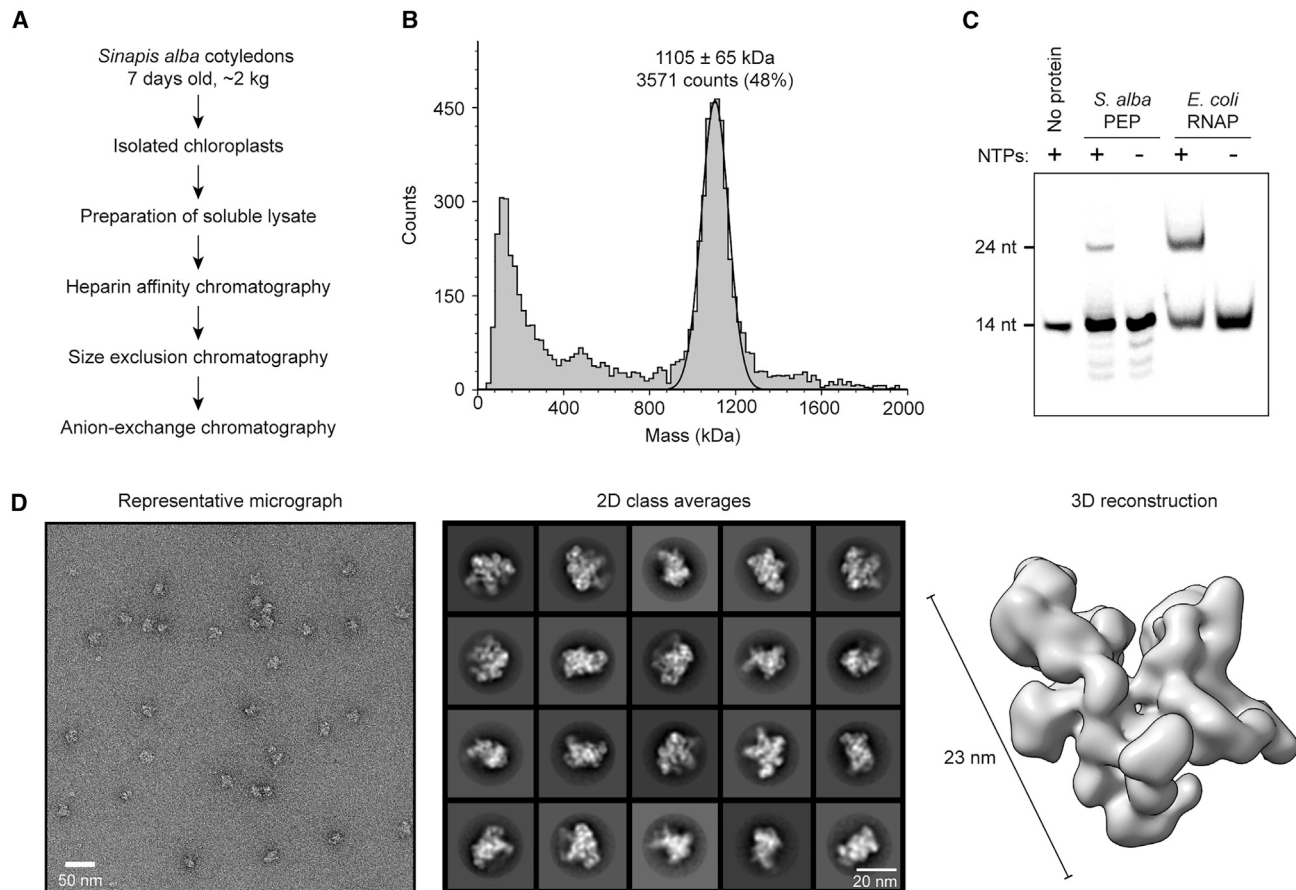 A
Sinapis alba cotyledons
7 days old, ~2 kg
Isolated chloroplasts
Preparation of soluble lysate
Heparin affinity chromatography
Size exclusion chromatography
Anion-exchange chromatography
B
1105 ± 65 kDa
3571 counts (48%)
450
300
150
0
Counts
0 400 800 1200 1600 2000
Mass (kDa)
C
No protein
S. alba
PEP
E. coli
RNAP
NTPs: + + - + -
24 nt
14 nt
D
Representative micrograph
50 nm
2D class averages
20 nm
3D reconstruction
23 nm